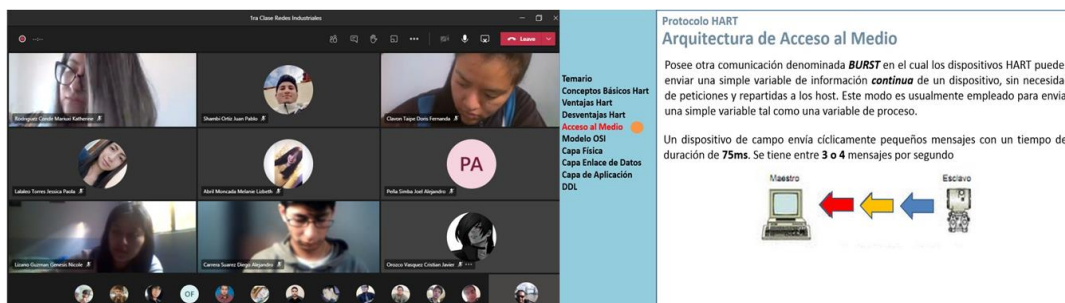 1ra Clase Redes Industriales
Leave
Rodriguez Conde Mariuxi Katherine
Shambi Ortiz Juan Pablo
Clavon Taipe Doris Fernanda
Lalaleo Torres Jessica Paola
Abril Moncada Melanie Lizbeth
PA
Peña Simba Joel Alejandro
Lizano Guzman Genesis Nicole
Carrera Suarez Diego Alejandro
Orozco Vasquez Cristian Javier
OF
Temario
Conceptos Básicos Hart
Ventajas Hart
Desventajas Hart
Acceso al Medio
Modelo OSI
Capa Física
Capa Enlace de Datos
Capa de Aplicación
DDL
Protocolo HART
Arquitectura de Acceso al Medio
Posee otra comunicación denominada BURST en el cual los dispositivos HART puede
enviar una simple variable de información continua de un dispositivo, sin necesida
de peticiones y repartidas a los host. Este modo es usualmente empleado para envia
una simple variable tal como una variable de proceso.
Un dispositivo de campo envía cíclicamente pequeños mensajes con un tiempo de
duración de 75ms. Se tiene entre 3 o 4 mensajes por segundo
Maestro
Esclavo